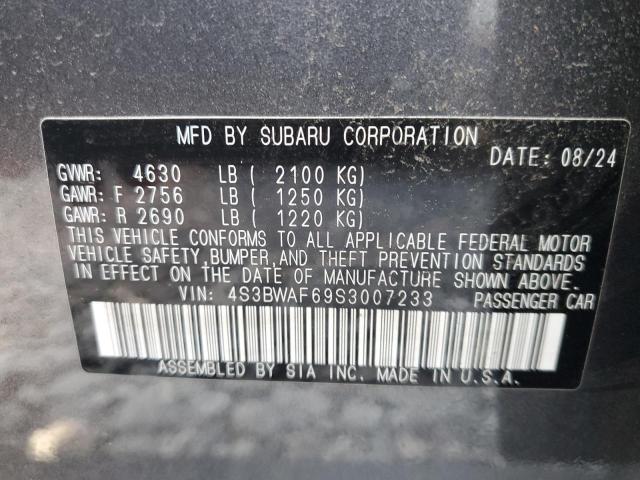 MFD BY SUBARU CORPORATION
DATE: 08/24
GVWR: 4630 LB ( 2100 KG)
GAWR: F 2756 LB ( 1250 KG)
GAWR: R 2690 LB ( 1220 KG)
THIS VEHICLE CONFORMS TO ALL APPLICABLE FEDERAL MOTOR
VEHICLE SAFETY, BUMPER, AND THEFT PREVENTION STANDARDS
IN EFFECT ON THE DATE OF MANUFACTURE SHOWN ABOVE.
VIN: 4S3BWAF69S3007233 PASSENGER CAR
ASSEMBLED BY SIA INC. MADE IN U.S.A.